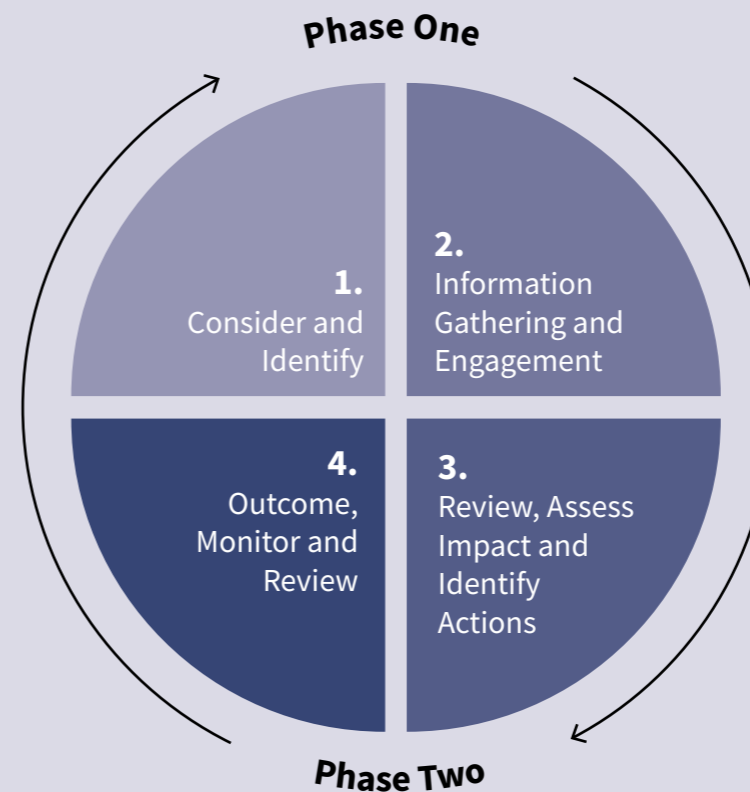 Phase One
1.
Consider and
Identify
2.
Information
Gathering and
Engagement
3.
Review, Assess
Impact and
Identify
Actions
4.
Outcome,
Monitor and
Review
Phase Two